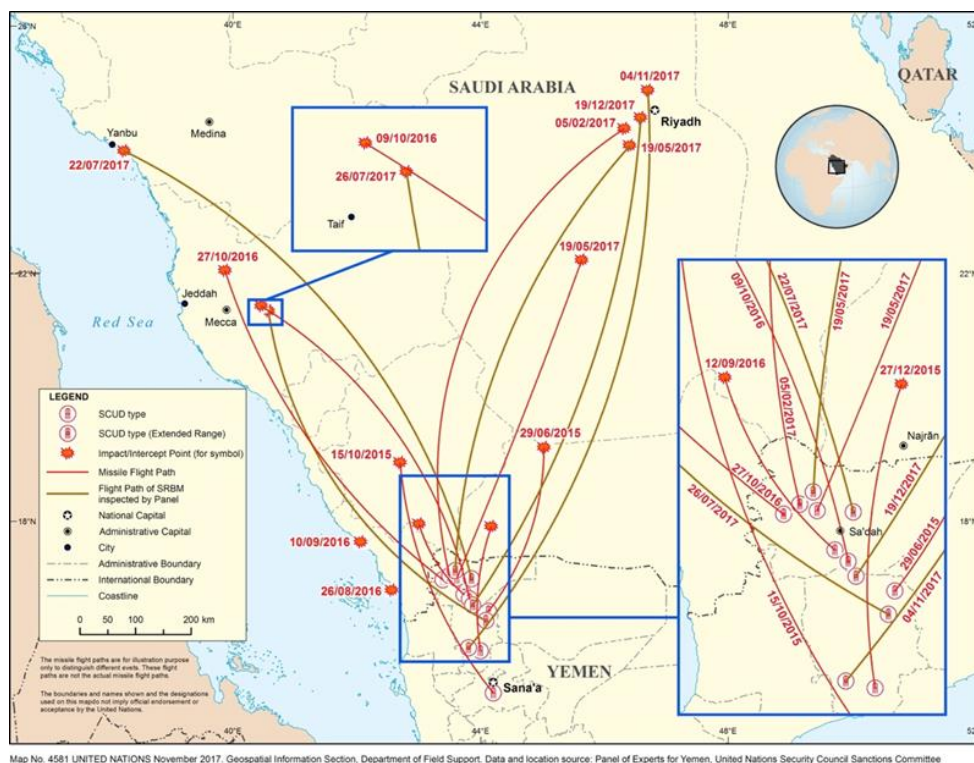 26°N
40°E
44°E
48°E
52
SAUDI ARABIA
QATAR
04/11/2017
19/12/2017
05/02/2017
Riyadh
19/05/2017
Yanbu
Medina
22/07/2017
09/10/2016
26/07/2017
Taif
19/05/2017
27/10/2016
22°N
22°N
Jeddah
Mecca
Red Sea
LEGEND
SCUD type
SCUD type (Extended Range)
Impact/Intercept Point (for symbol)
Missile Flight Path
Flight Path of SRBM
inspected by Panel
National Capital
Administrative Capital
City
Administrative Boundary
International Boundary
Coastline
0 100 200 km
The missile flight paths are for illustration purpose
only to distinguish different evets. These flight
paths are not the actual missile flight paths.
The boundaries and names shown and the designations
used on this mapdo not imply official endorsement or
acceptance by the United Nations.
29/06/2015
15/10/2015
18°N
10/09/2016
26/08/2016
YEMEN
Sana'a
09/10/2016
22/07/2017
19/05/2017
19/05/2017
12/09/2016
05/02/2017
27/12/2015
Najrān
27/10/2016
26/07/2017
19/12/2017
Sa'dah
29/06/2015
04/11/2017
15/10/2015
40°E
44°E
48°E
52
Map No. 4581 UNITED NATIONS November 2017. Geospatial Information Section, Department of Field Support. Data and location source: Panel of Experts for Yemen, United Nations Security Council Sanctions Committee